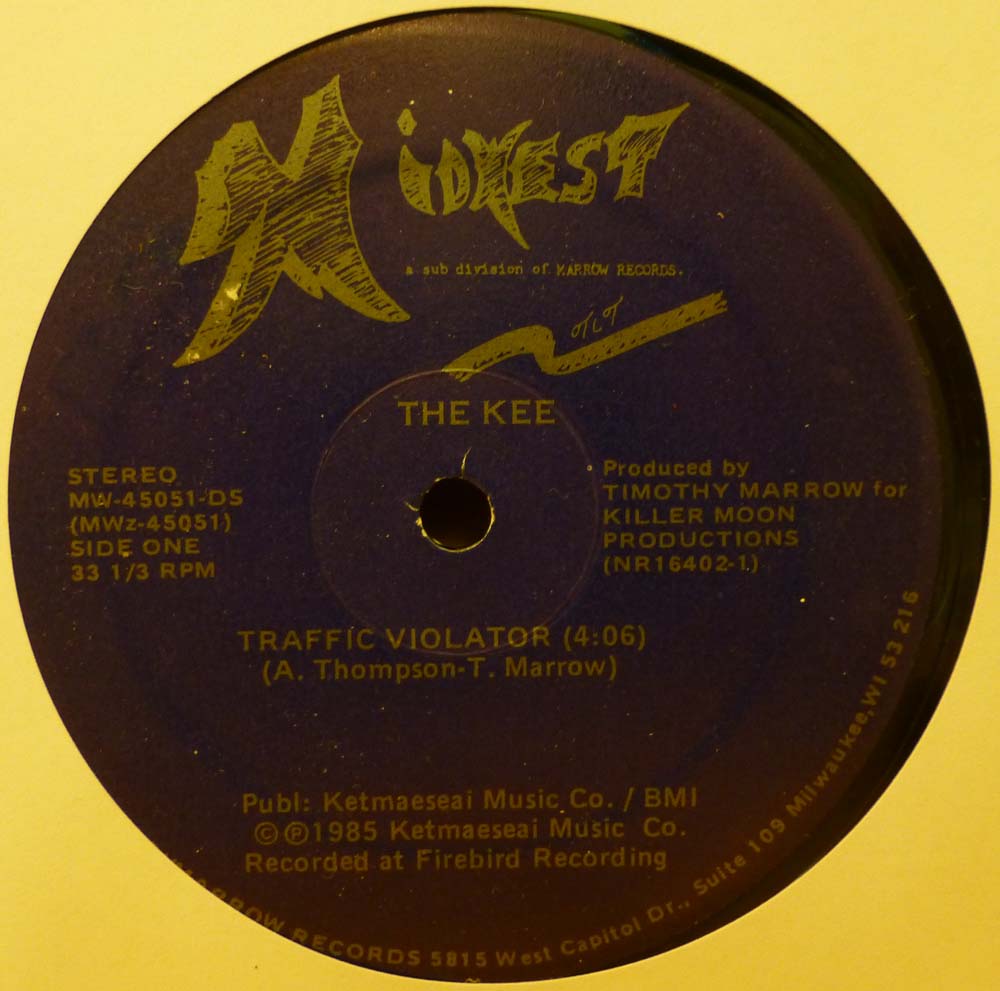 Midwest
a sub division of MARROW RECORDS.
THE KEE
STEREO
MW-45051-DS
(MWz-45051)
SIDE ONE
33 1/3 RPM
Produced by
TIMOTHY MARROW for
KILLER MOON
PRODUCTIONS
(NR16402-1)
TRAFFIC VIOLATOR (4:06)
(A. Thompson-T. Marrow)
Publ: Ketmaeseai Music Co. / BMI
©℗1985 Ketmaeseai Music Co.
Recorded at Firebird Recording
MARROW RECORDS 5815 West Capitol Dr., Suite 109 Milwaukee, WI 53216